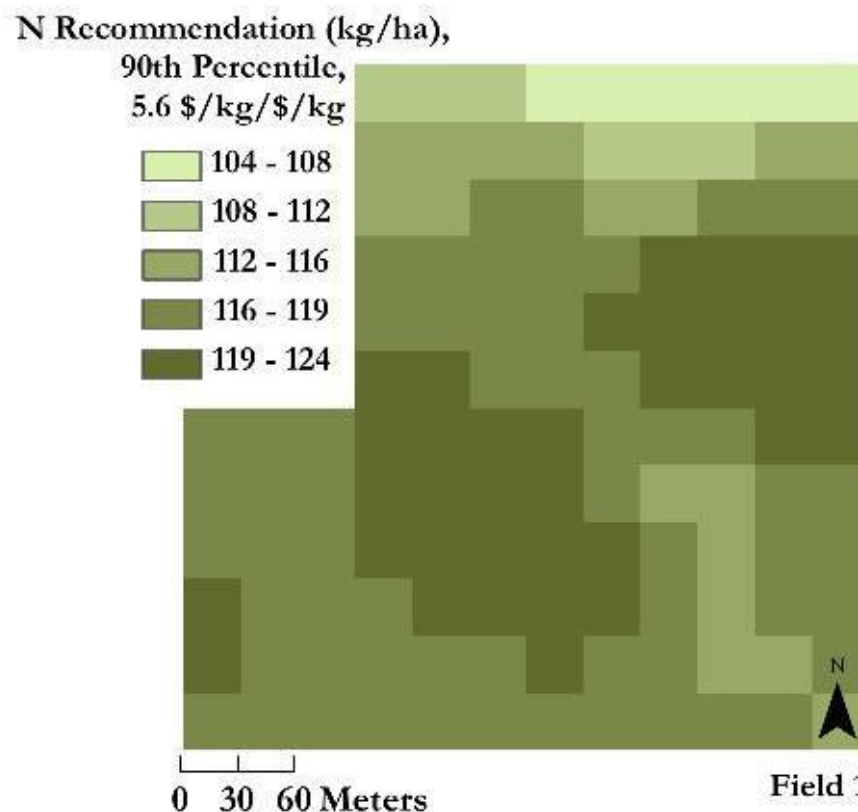 N Recommendation (kg/ha),
90th Percentile,
5.6 $/kg/$/kg
104 - 108
108 - 112
112 - 116
116 - 119
119 - 124
N
0 30 60 Meters
Field